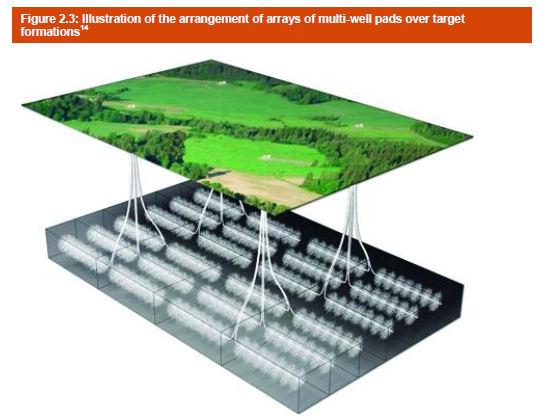 Figure 2.3: Illustration of the arrangement of arrays of multi-well pads over target
formations14